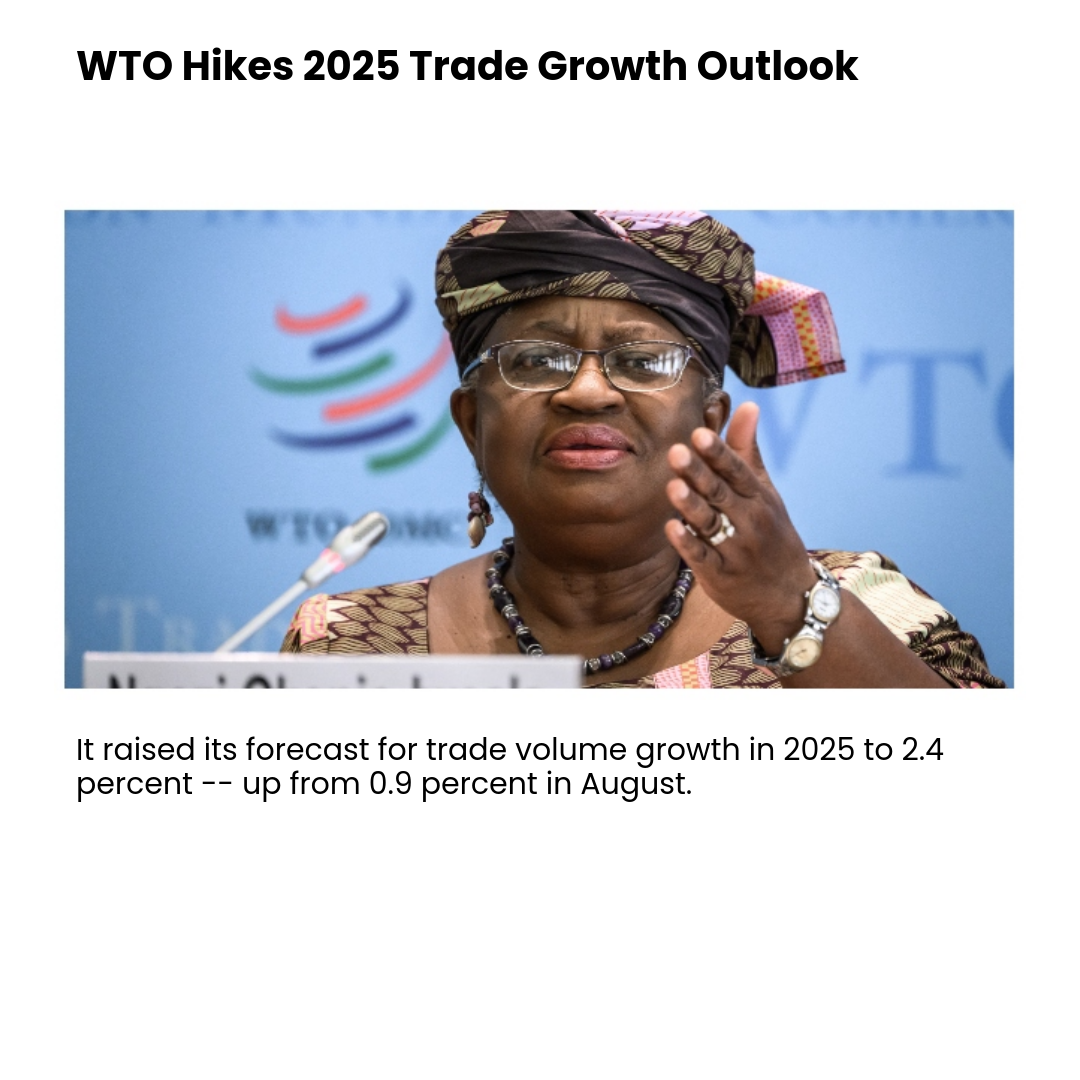 WTO Hikes 2025 Trade Growth Outlook
WTO
WTO OMC
It raised its forecast for trade volume growth in 2025 to 2.4
percent -- up from 0.9 percent in August.